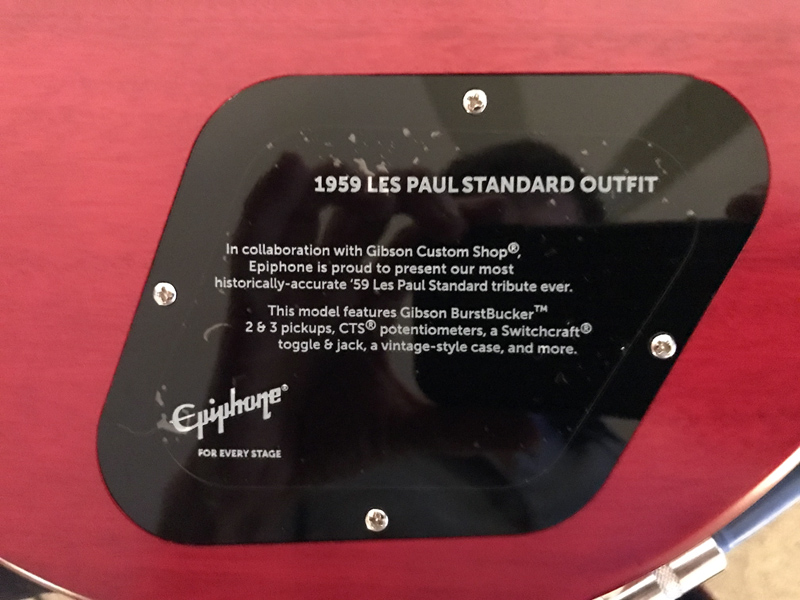 1959 LES PAUL STANDARD OUTFIT
In collaboration with Gibson Custom Shop®,
Epiphone is proud to present our most
historically-accurate '59 Les Paul Standard tribute ever.
This model features Gibson BurstBucker™
2 & 3 pickups, CTS® potentiometers, a Switchcraft®
toggle & jack, a vintage-style case, and more.
Epiphone®
FOR EVERY STAGE